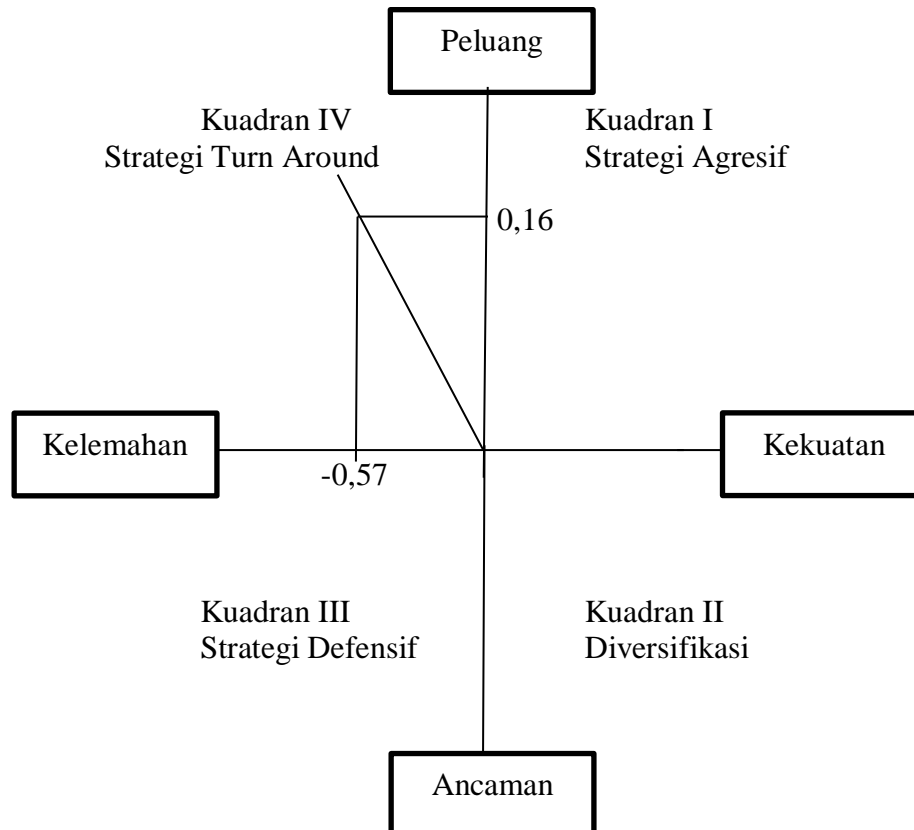 Peluang
Kuadran IV
Strategi Turn Around
Kuadran I
Strategi Agresif
0,16
Kelemahan
Kekuatan
-0,57
Kuadran III
Strategi Defensif
Kuadran II
Diversifikasi
Ancaman